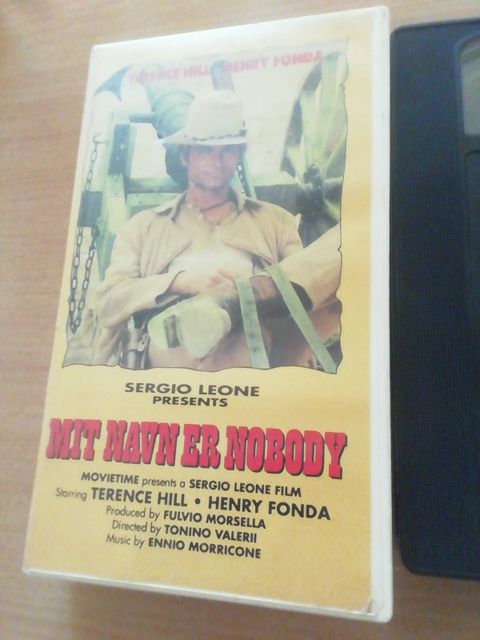 TERENCE HILL HENRY FONDA
SERGIO LEONE
PRESENTS
MIT NAVN ER NOBODY
MOVIETIME presents a SERGIO LEONE FILM
Starring TERENCE HILL • HENRY FONDA
Produced by FULVIO MORSELLA
Directed by TONINO VALERII
Music by ENNIO MORRICONE